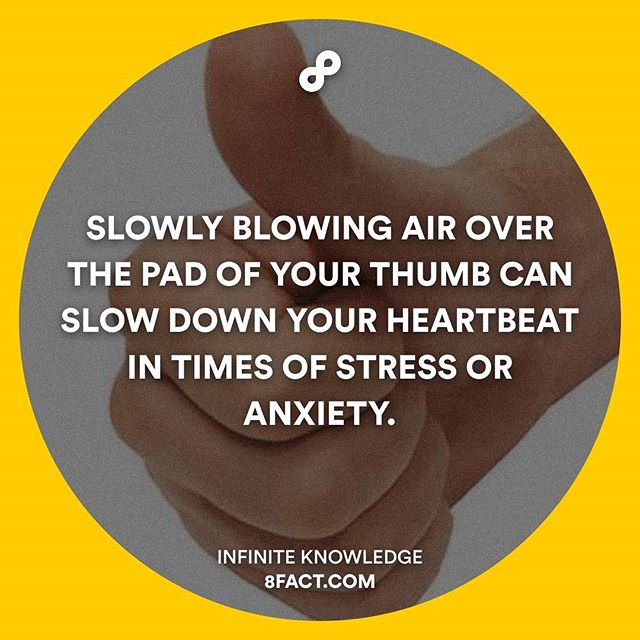 SLOWLY BLOWING AIR OVER
THE PAD OF YOUR THUMB CAN
SLOW DOWN YOUR HEARTBEAT
IN TIMES OF STRESS OR
ANXIETY.
INFINITE KNOWLEDGE
8FACT.COM